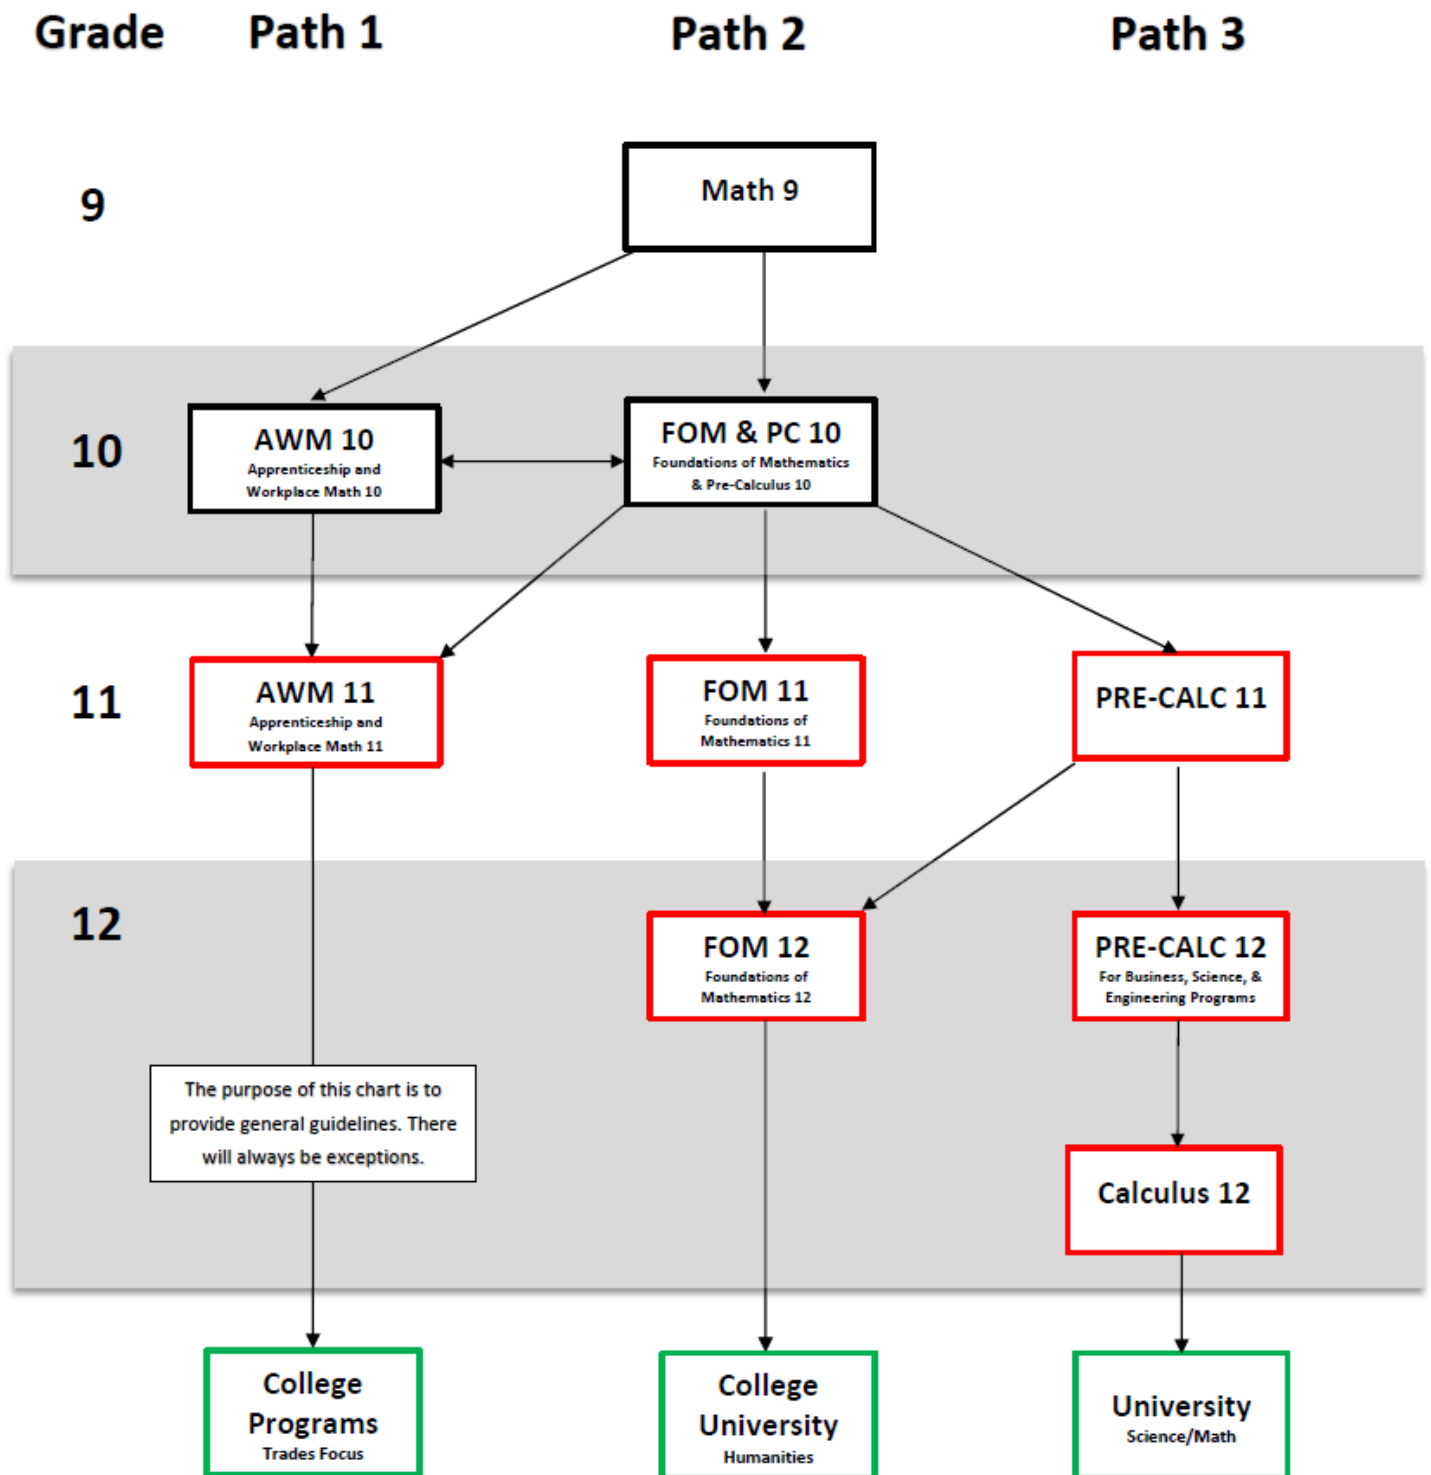 Grade Path 1 Path 2 Path 3
9
Math 9
10
AWM 10
Apprenticeship and
Workplace Math 10
FOM & PC 10
Foundations of Mathematics
& Pre-Calculus 10
11
AWM 11
Apprenticeship and
Workplace Math 11
FOM 11
Foundations of
Mathematics 11
PRE-CALC 11
12
FOM 12
Foundations of
Mathematics 12
PRE-CALC 12
For Business, Science, &
Engineering Programs
The purpose of this chart is to
provide general guidelines. There
will always be exceptions.
Calculus 12
College
Programs
Trades Focus
College
University
Humanities
University
Science/Math